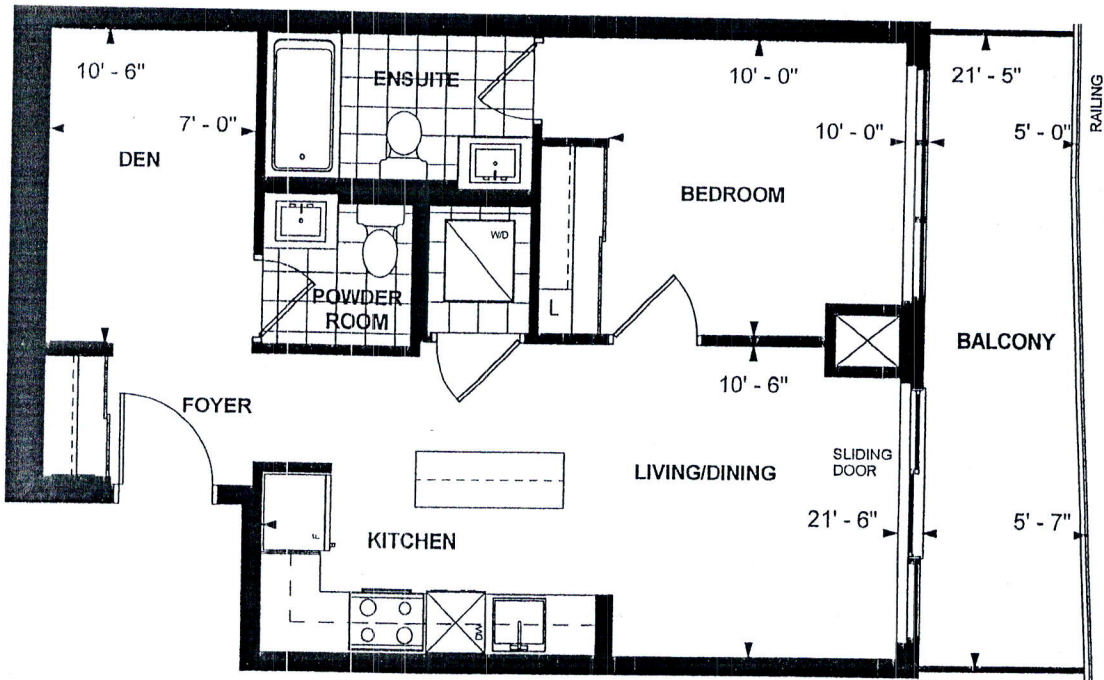 10' - 6"
ENSUITE
10' - 0"
21' - 5"
RAILING
7' - 0"
10' - 0"
5' - 0"
DEN
BEDROOM
W/D
L
POWDER
ROOM
BALCONY
10' - 6"
FOYER
LIVING/DINING
SLIDING
DOOR
21' - 6"
5' - 7"
F
KITCHEN
DW